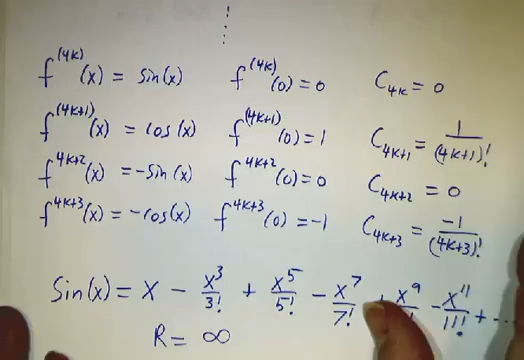 f^(4k)(x) = sin(x) f^(4k)(0) = 0 C_4k = 0
f^(4k+1)(x) = cos(x) f^(4k+1)(0) = 1 C_4k+1 = 1/(4k+1)!
f^4k+2(x) = -sin(x) f^4k+2(0) = 0 C_4k+2 = 0
f^4k+3(x) = -cos(x) f^4k+3(0) = -1 C_4k+3 = -1/(4k+3)!
Sin(x) = x - x^3/3! + x^5/5! - x^7/7! + x^9/ ! - x^11/11! + ...
R = ∞